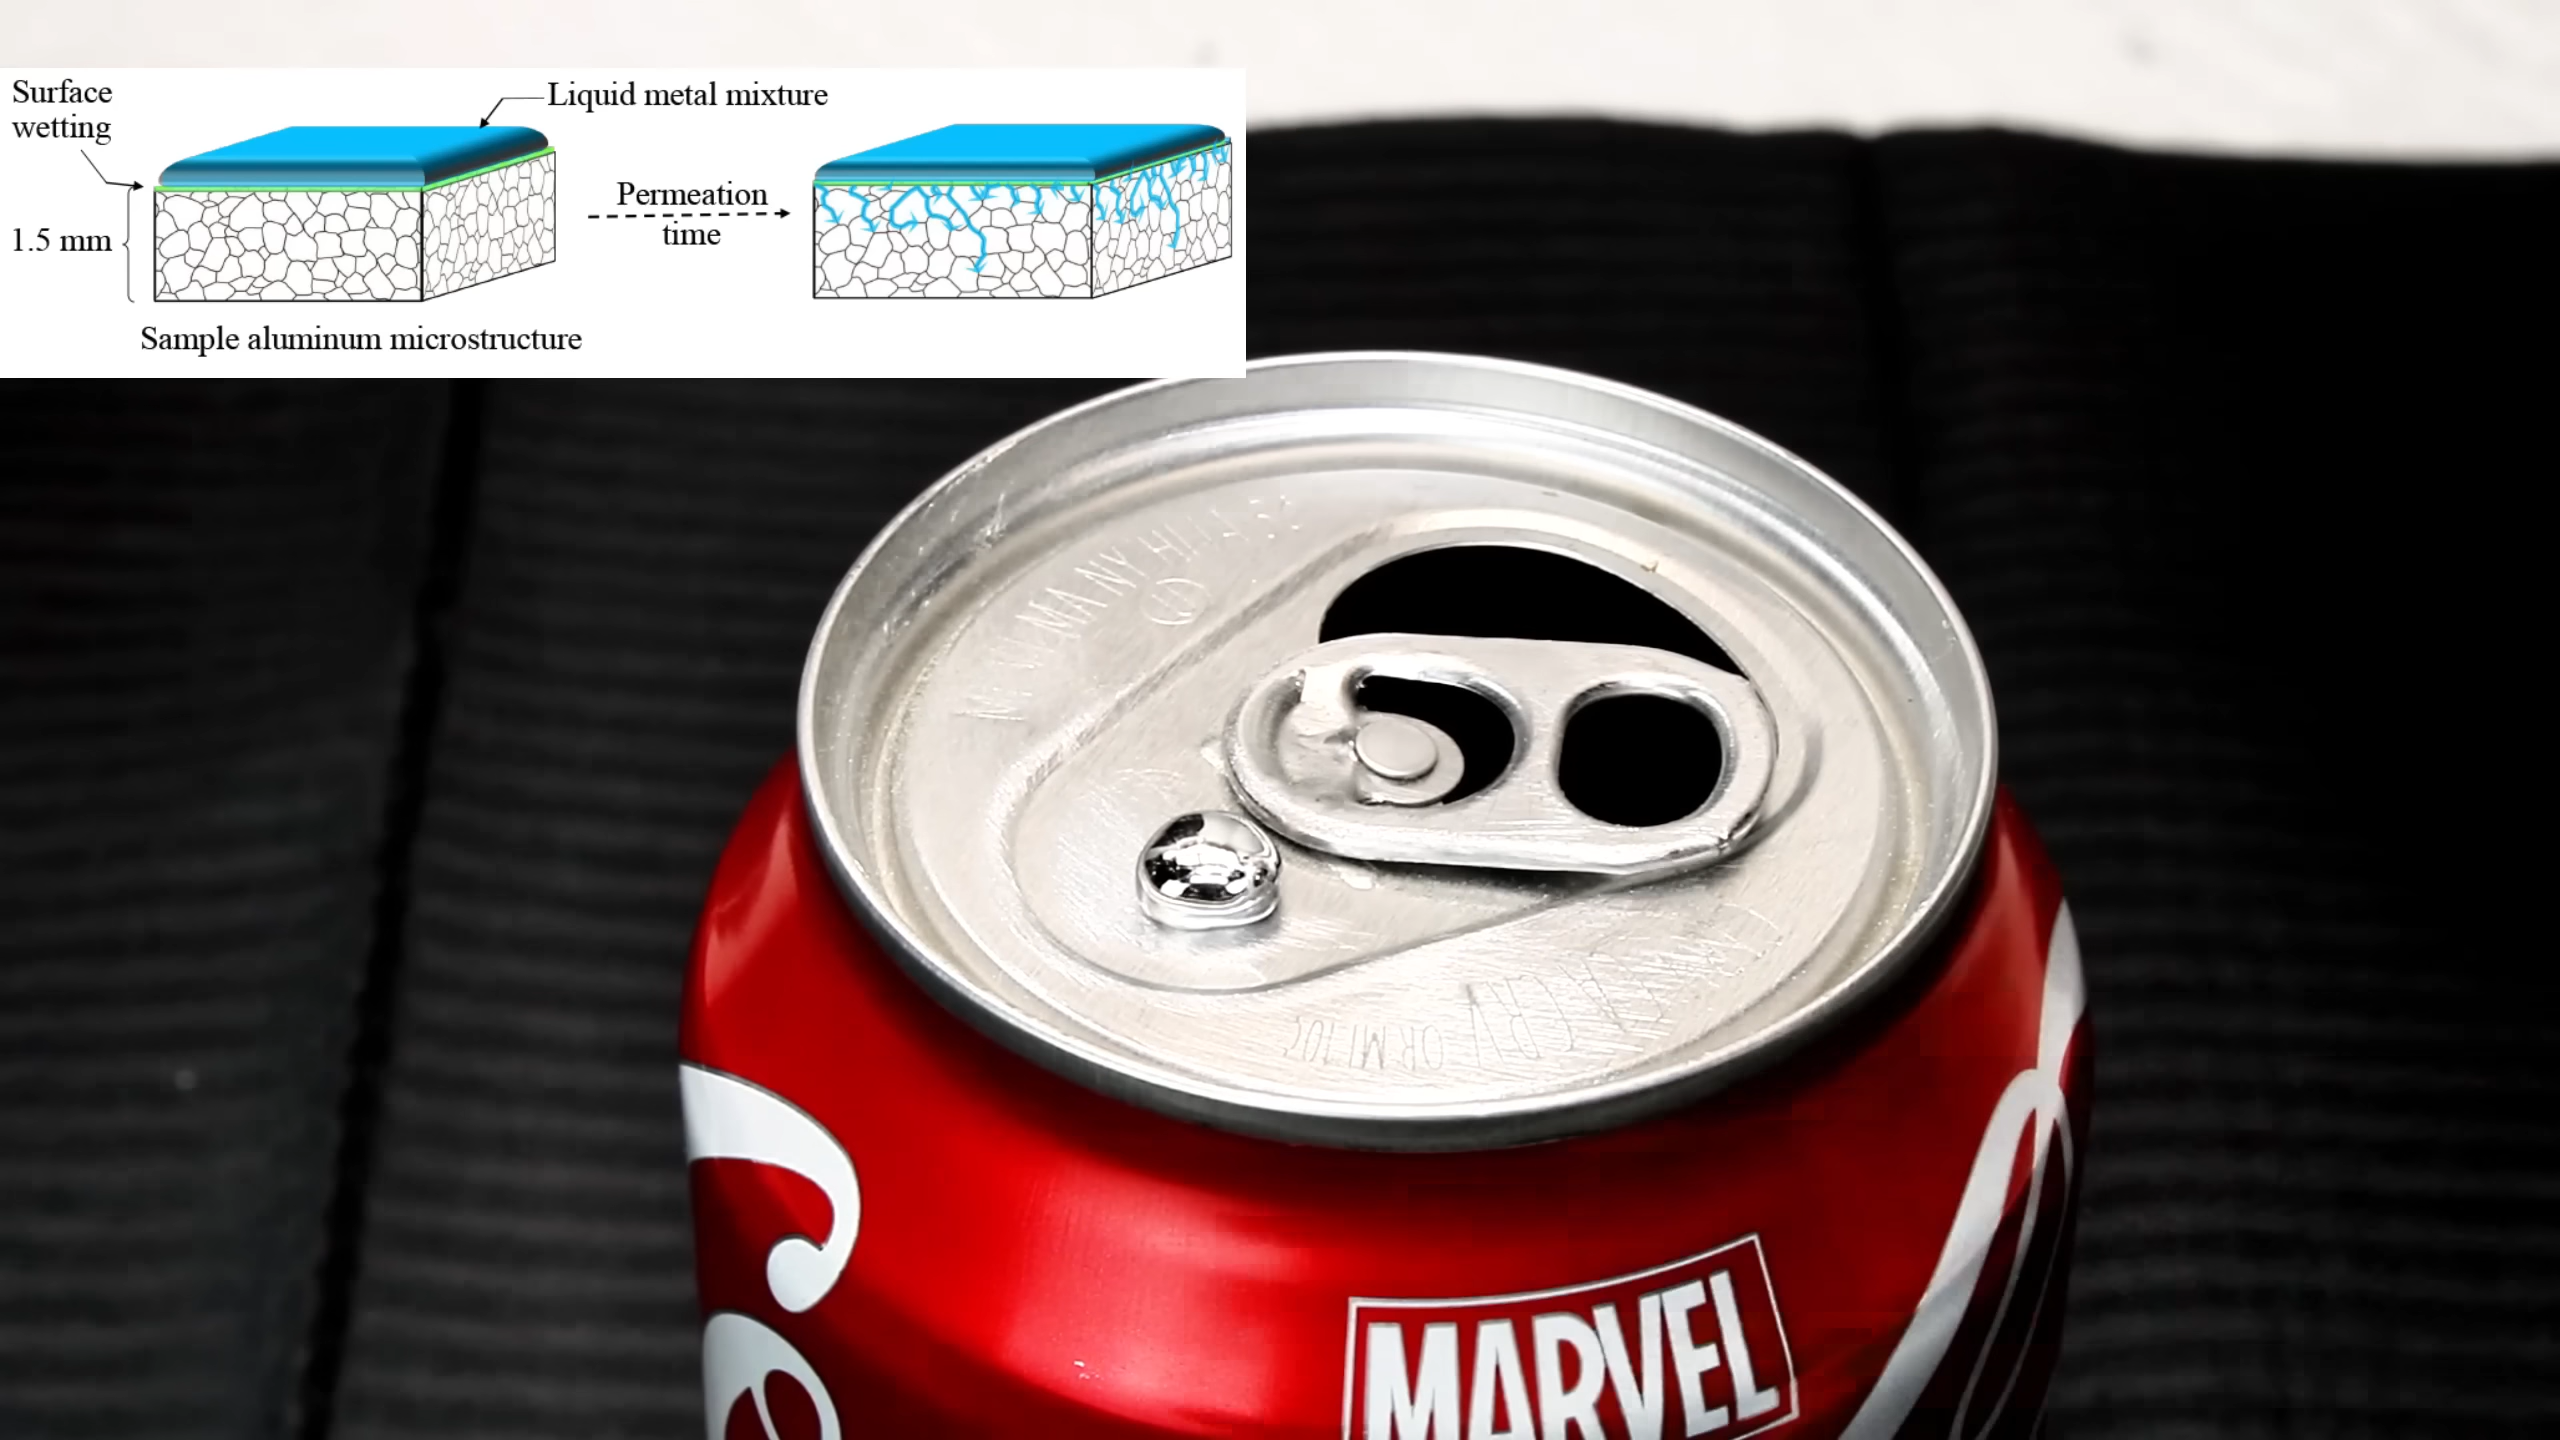 Surface
wetting
Liquid metal mixture
1.5 mm
Permeation
time
Sample aluminum microstructure
MARVEL